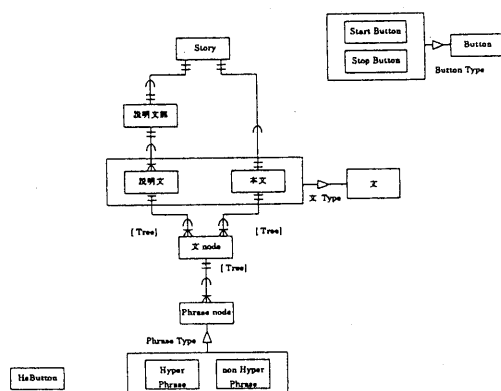 Start Button
Story
Button
Stop Button
Button Type
説明文群
説明文
本文
文
文 Type
[Tree]
[Tree]
文 node
[Tree]
Phrase node
Phrase Type
HsButton
Hyper
Phrase
non Hyper
Phrase